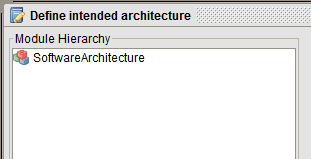 Define intended architecture
Module Hierarchy
SoftwareArchitecture